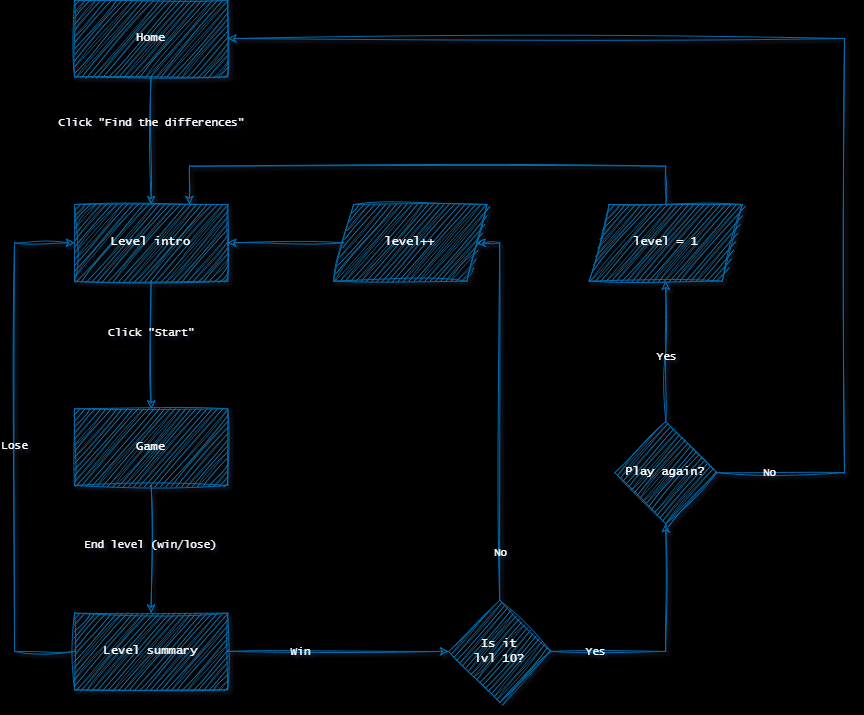 Home
Click "Find the differences"
Level intro
level++
level = 1
Click "Start"
Yes
Lose
Game
Play again?
No
End level (win/lose)
No
Level summary
Win
Is it
lvl 10?
Yes